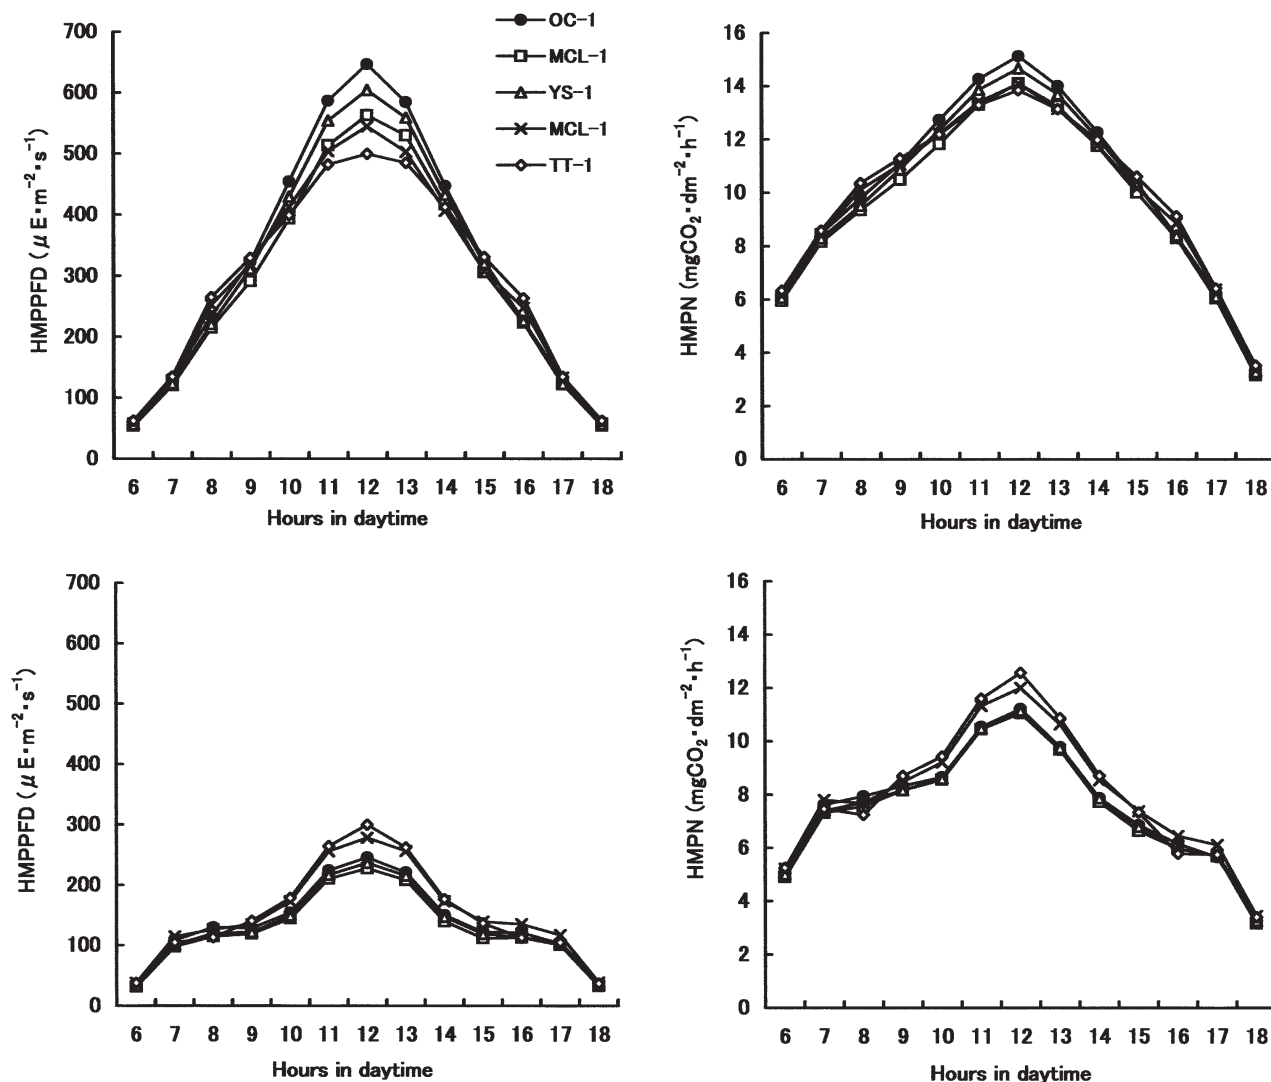 700
600
500
400
300
200
100
0
HMPPFD (μE·m⁻²·s⁻¹)
6 7 8 9 10 11 12 13 14 15 16 17 18
Hours in daytime
OC-1
MCL-1
YS-1
MCL-1
TT-1
16
14
12
10
8
6
4
2
0
HMPN (mgCO₂·dm⁻²·h⁻¹)
6 7 8 9 10 11 12 13 14 15 16 17 18
Hours in daytime
700
600
500
400
300
200
100
0
HMPPFD (μE·m⁻²·s⁻¹)
6 7 8 9 10 11 12 13 14 15 16 17 18
Hours in daytime
16
14
12
10
8
6
4
2
0
HMPN (mgCO₂·dm⁻²·h⁻¹)
6 7 8 9 10 11 12 13 14 15 16 17 18
Hours in daytime